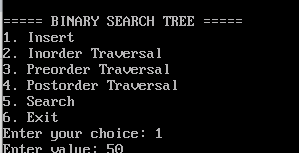 ===== BINARY SEARCH TREE =====
1. Insert
2. Inorder Traversal
3. Preorder Traversal
4. Postorder Traversal
5. Search
6. Exit
Enter your choice: 1
Enter value: 50